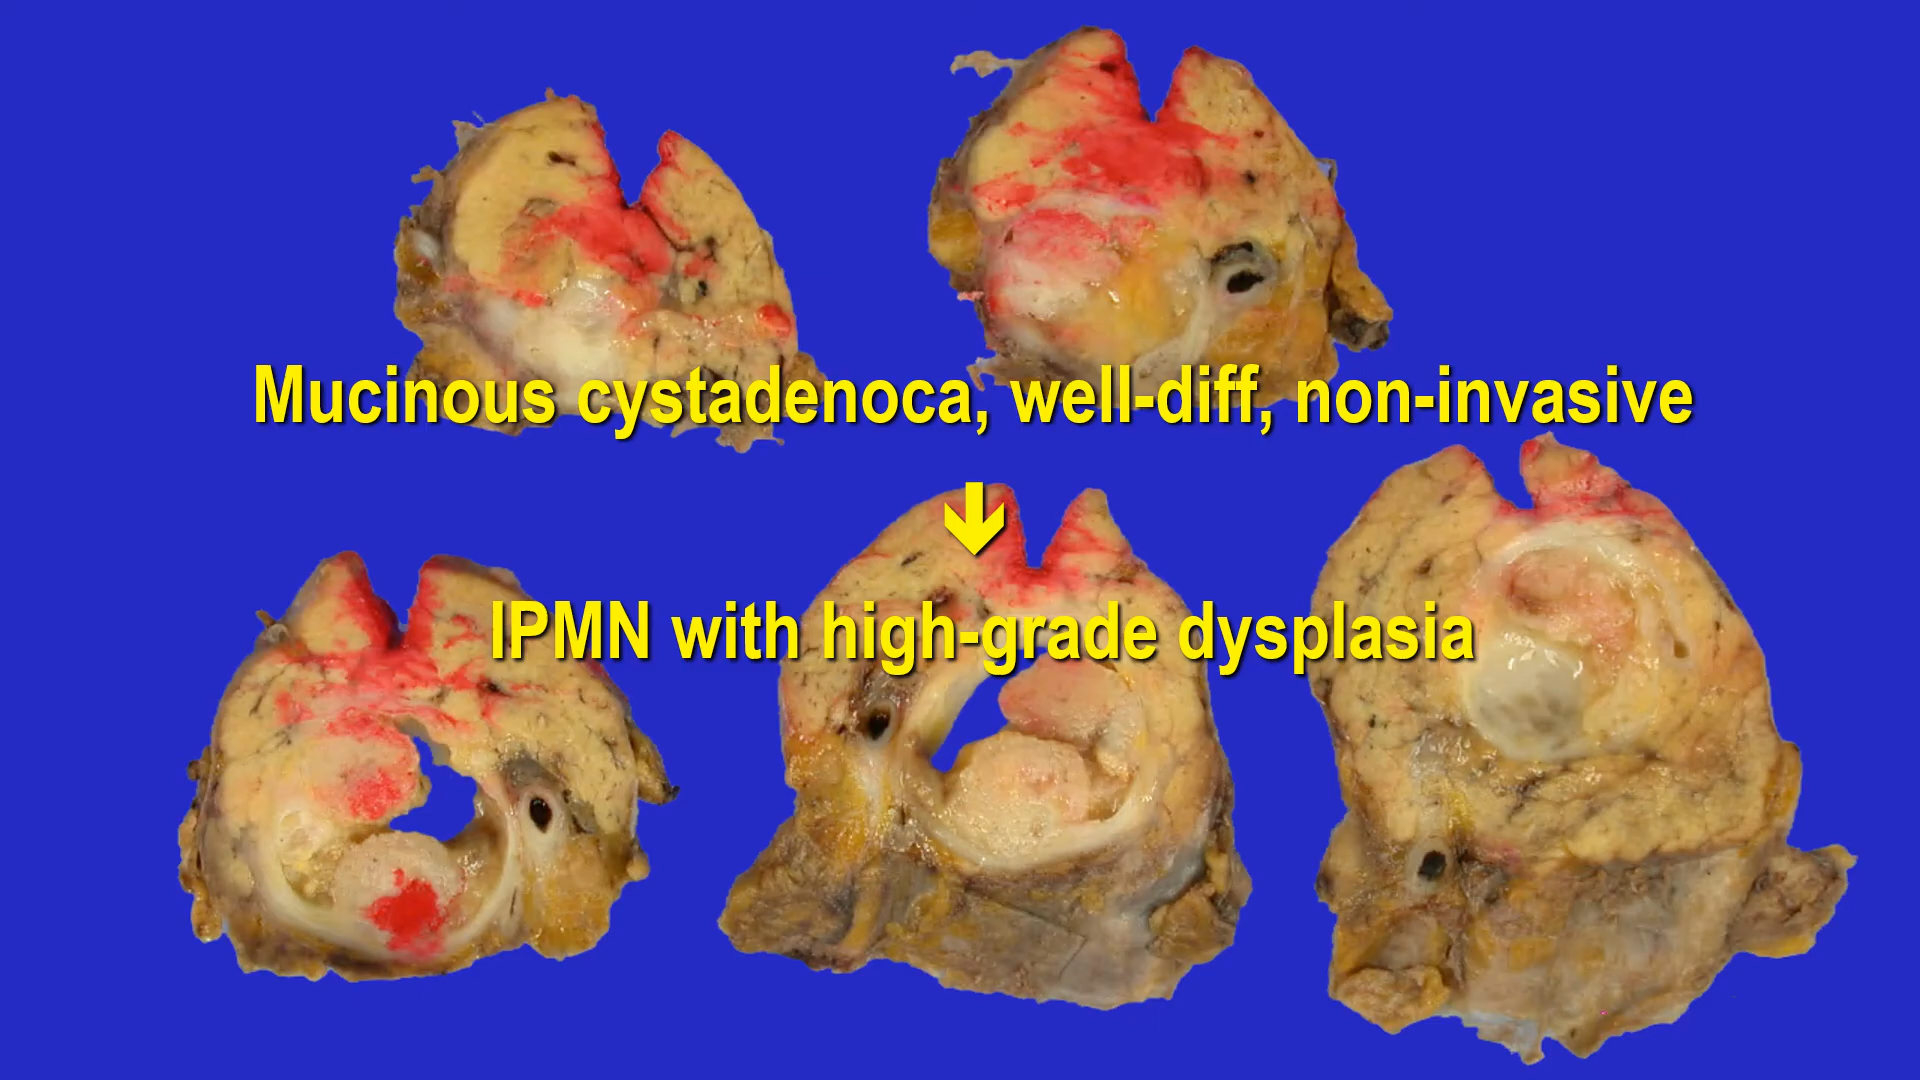 Mucinous cystadenoca, well-diff, non-invasive
IPMN with high-grade dysplasia